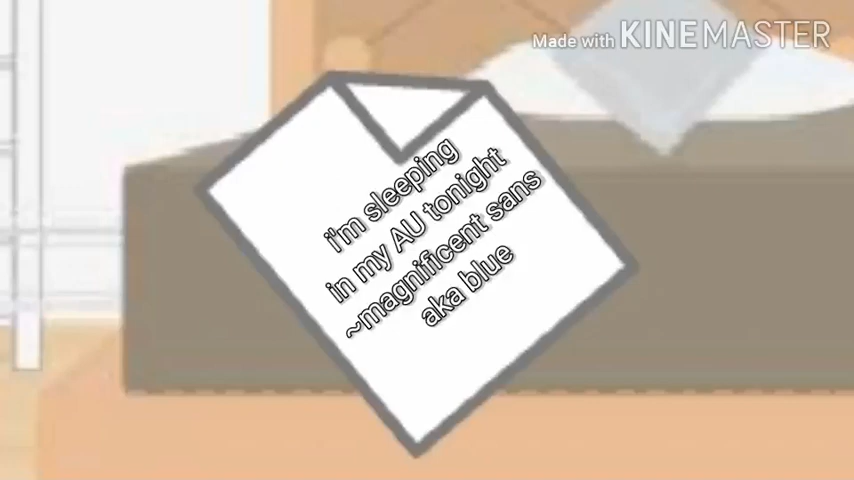 Made with KINEMASTER
i'm sleeping
in my AU tonight
~magnificent sans
aka blue